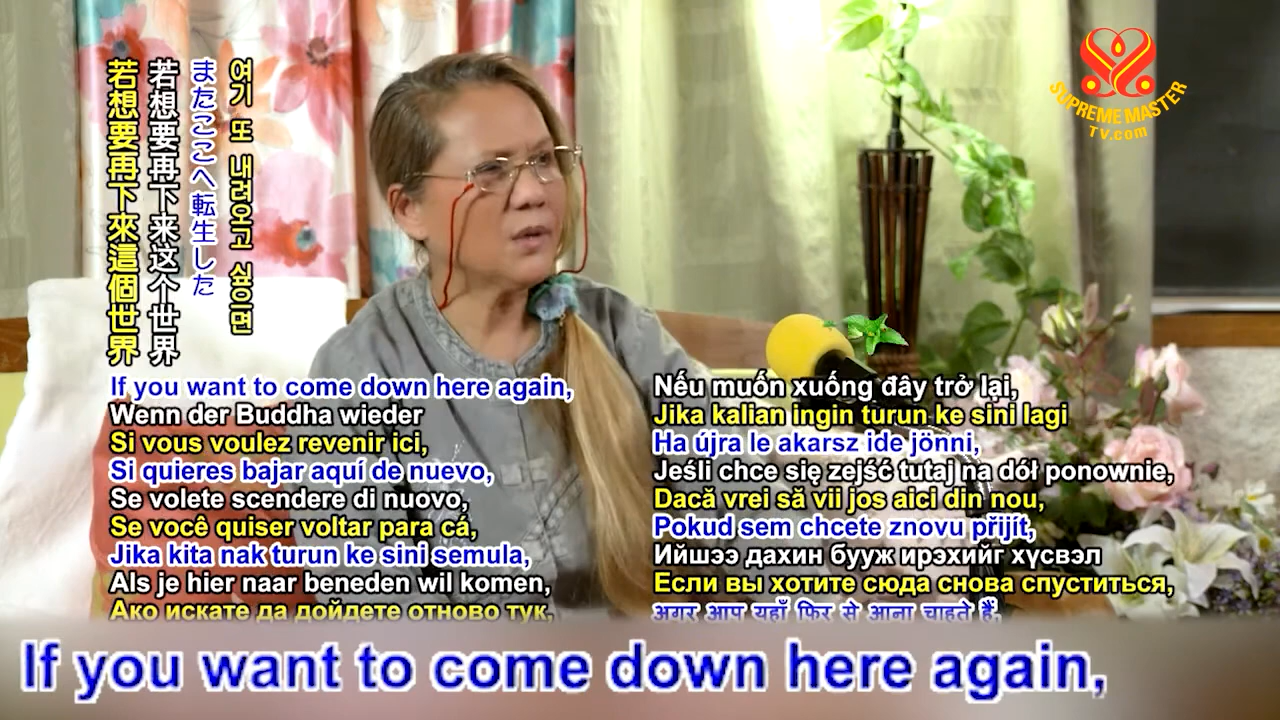 SUPREME MASTER
TV.com
여기 또 내려오고 싶으면
またここへ転生した
若想要再下来这个世界
若想要再下來這個世界
If you want to come down here again,
Wenn der Buddha wieder
Si vous voulez revenir ici,
Si quieres bajar aquí de nuevo,
Se volete scendere di nuovo,
Se você quiser voltar para cá,
Jika kita nak turun ke sini semula,
Als je hier naar beneden wil komen,
Ако искате да дойдете отново тук,
Nếu muốn xuống đây trở lại,
Jika kalian ingin turun ke sini lagi
Ha újra le akarsz ide jönni,
Jeśli chce się zejść tutaj na dół ponownie,
Dacă vrei să vii jos aici din nou,
Pokud sem chcete znovu přijít,
Ийшээ дахин бууж ирэхийг хүсвэл
Если вы хотите сюда снова спуститься,
अगर आप यहाँ फिर से आना चाहते हैं,
If you want to come down here again,